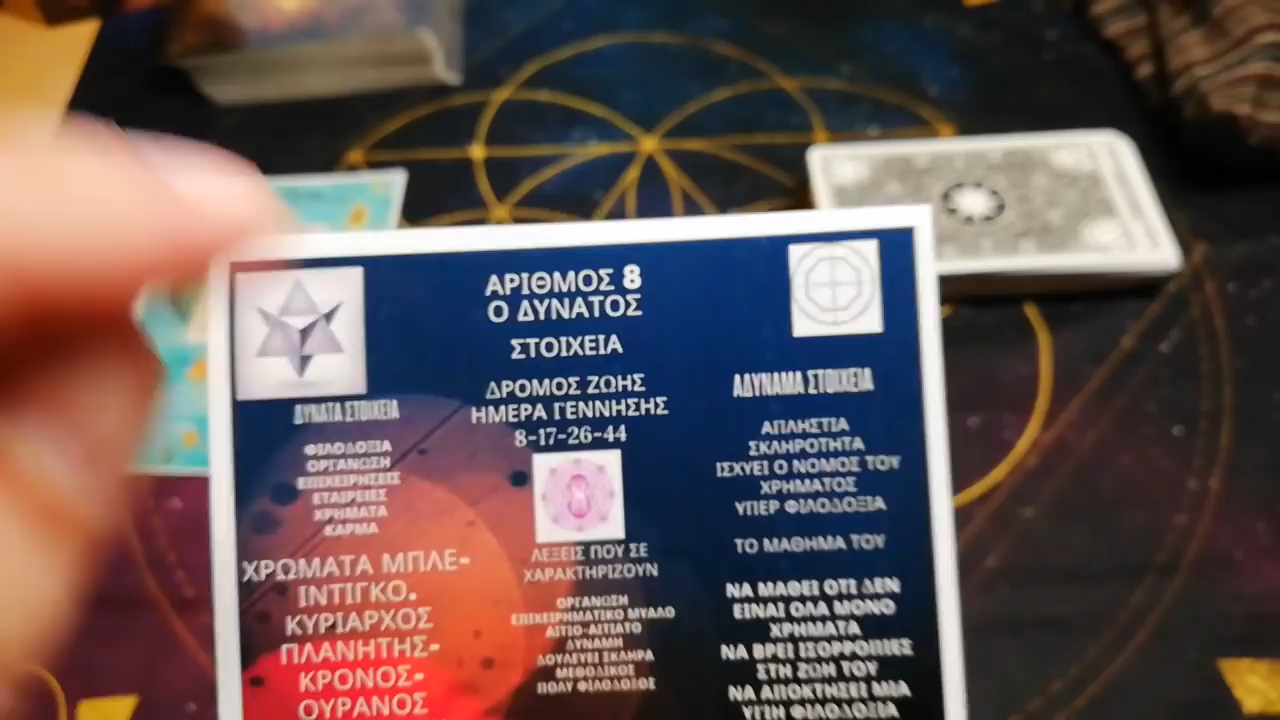 ΑΡΙΘΜΟΣ 8
Ο ΔΥΝΑΤΟΣ
ΣΤΟΙΧΕΙΑ
ΔΡΟΜΟΣ ΖΩΗΣ
ΗΜΕΡΑ ΓΕΝΝΗΣΗΣ
8-17-26-44
ΔΥΝΑΤΑ ΣΤΟΙΧΕΙΑ
ΦΙΛΟΔΟΞΙΑ
ΟΡΓΑΝΩΣΗ
ΕΠΙΧΕΙΡΗΣΕΙΣ
ΕΤΑΙΡΕΙΕΣ
ΧΡΗΜΑΤΑ
ΚΑΡΜΑ
ΧΡΩΜΑΤΑ ΜΠΛΕ-
ΙΝΤΙΓΚΟ.
ΚΥΡΙΑΡΧΟΣ
ΠΛΑΝΗΤΗΣ-
ΚΡΟΝΟΣ-
ΟΥΡΑΝΟΣ
ΛΕΞΕΙΣ ΠΟΥ ΣΕ
ΧΑΡΑΚΤΗΡΙΖΟΥΝ
ΟΡΓΑΝΩΣΗ
ΕΠΙΧΕΙΡΗΜΑΤΙΚΟ ΜΥΑΛΟ
ΑΙΤΙΟ-ΑΙΤΙΑΤΟ
ΔΥΝΑΜΗ
ΔΟΥΛΕΥΕΙ ΣΚΛΗΡΑ
ΜΕΘΟΔΙΚΟΣ
ΠΟΛΥ ΦΙΛΟΔΟΞΟΣ
ΑΔΥΝΑΜΑ ΣΤΟΙΧΕΙΑ
ΑΠΛΗΣΤΙΑ
ΣΚΛΗΡΟΤΗΤΑ
ΙΣΧΥΕΙ Ο ΝΟΜΟΣ ΤΟΥ
ΧΡΗΜΑΤΟΣ
ΥΠΕΡ ΦΙΛΟΔΟΞΙΑ
ΤΟ ΜΑΘΗΜΑ ΤΟΥ
ΝΑ ΜΑΘΕΙ ΟΤΙ ΔΕΝ
ΕΙΝΑΙ ΟΛΑ ΜΟΝΟ
ΧΡΗΜΑΤΑ
ΝΑ ΒΡΕΙ ΙΣΟΡΡΟΠΙΕΣ
ΣΤΗ ΖΩΗ ΤΟΥ
ΝΑ ΑΠΟΚΤΗΣΕΙ ΜΙΑ
ΥΓΙΗ ΦΙΛΟΔΟΞΙΑ